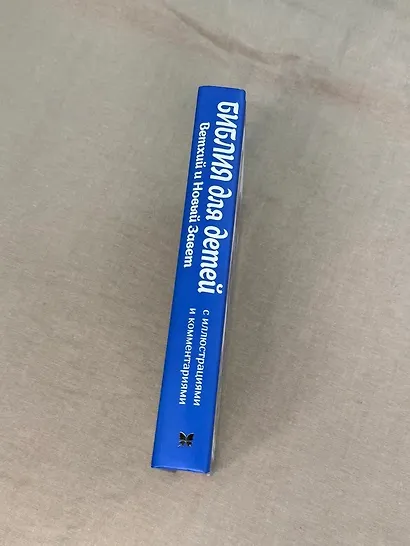 БИБЛИЯ для детей
Ветхий и Новый Завет
с иллюстрациями
и комментариями